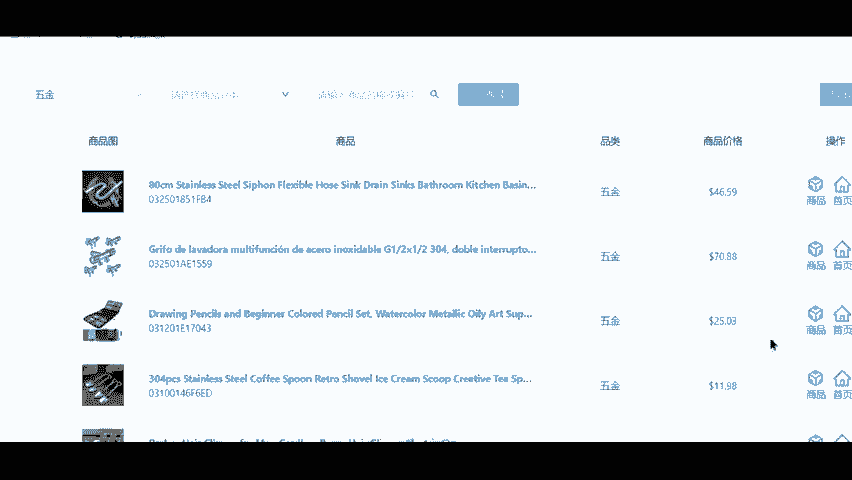 五金
商品图 商品 品类 商品价格 操作
80cm Stainless Steel Siphon Flexible Hose Sink Drain Sinks Bathroom Kitchen Basin... 五金 $46.59
032501851FB4 商品 首页
Grifo de lavadora multifunción de acero inoxidable G1/2x1/2 304, doble interrupto... 五金 $70.88
032501AE1559 商品 首页
Drawing Pencils and Beginner Colored Pencil Set, Watercolor Metallic Oily Art Sup... 五金 $25.03
031201E17043 商品 首页
304pcs Stainless Steel Coffee Spoon Retro Shovel Ice Cream Scoop Creative Tea Sp... 五金 $11.98
03100146F6ED 商品 首页